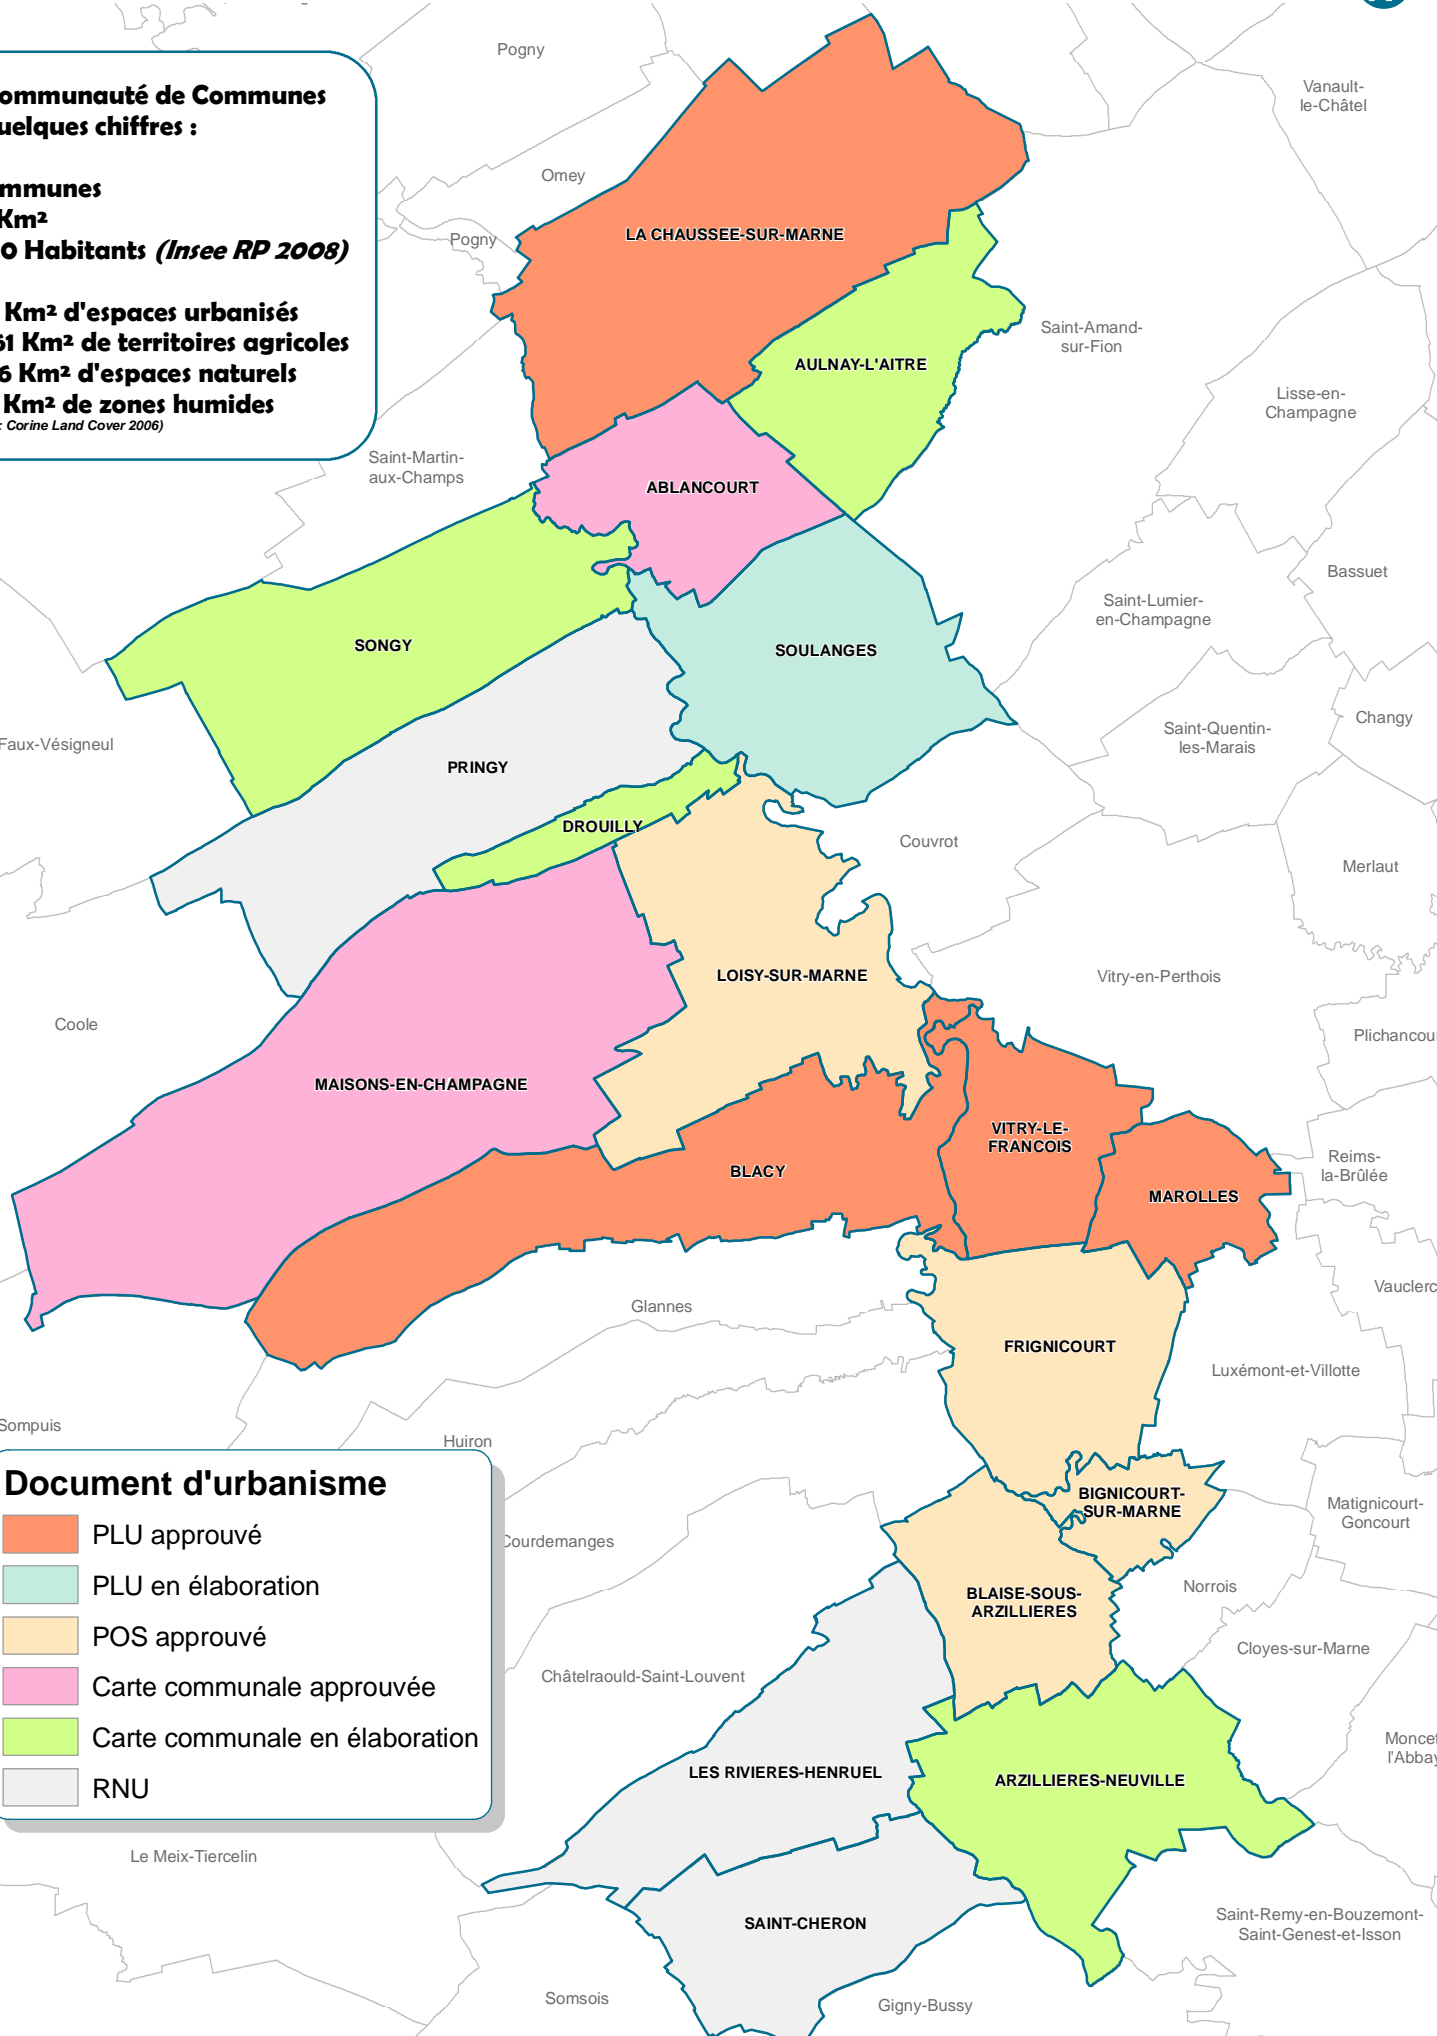 Pogny
Vanault-
le-Châtel
ommunauté de Communes
uelques chiffres :
mmunes
Km²
0 Habitants (Insee RP 2008)
Km² d'espaces urbanisés
61 Km² de territoires agricoles
6 Km² d'espaces naturels
Km² de zones humides
: Corine Land Cover 2006)
Omey
Pogny
LA CHAUSSEE-SUR-MARNE
Saint-Amand-
sur-Fion
AULNAY-L'AITRE
Lisse-en-
Champagne
Saint-Martin-
aux-Champs
ABLANCOURT
Bassuet
Saint-Lumier-
en-Champagne
SONGY
SOULANGES
Changy
Saint-Quentin-
les-Marais
Faux-Vésigneul
PRINGY
DROUILLY
Couvrot
Merlaut
LOISY-SUR-MARNE
Vitry-en-Perthois
Coole
Plichancou
MAISONS-EN-CHAMPAGNE
VITRY-LE-
FRANCOIS
BLACY
Reims-
la-Brûlée
MAROLLES
Vauclerc
Glannes
FRIGNICOURT
Luxémont-et-Villotte
Sompuis
Huiron
Document d'urbanisme
PLU approuvé
PLU en élaboration
POS approuvé
Carte communale approuvée
Carte communale en élaboration
RNU
BIGNICOURT-
SUR-MARNE
Matignicourt-
Goncourt
Courdemanges
Norrois
BLAISE-SOUS-
ARZILLIERES
Cloyes-sur-Marne
Châtelraould-Saint-Louvent
Moncet
l'Abbay
LES RIVIERES-HENRUEL
ARZILLIERES-NEUVILLE
Le Meix-Tiercelin
SAINT-CHERON
Saint-Remy-en-Bouzemont-
Saint-Genest-et-Isson
Somsois
Gigny-Bussy